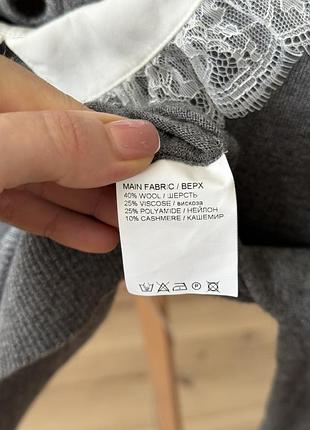 MAIN FABRIC / ВЕРХ
40% WOOL / ШЕРСТЬ
25% VISCOSE / вискоза
25% POLYAMIDE / НЕЙЛОН
10% CASHMERE / КАШЕМИР